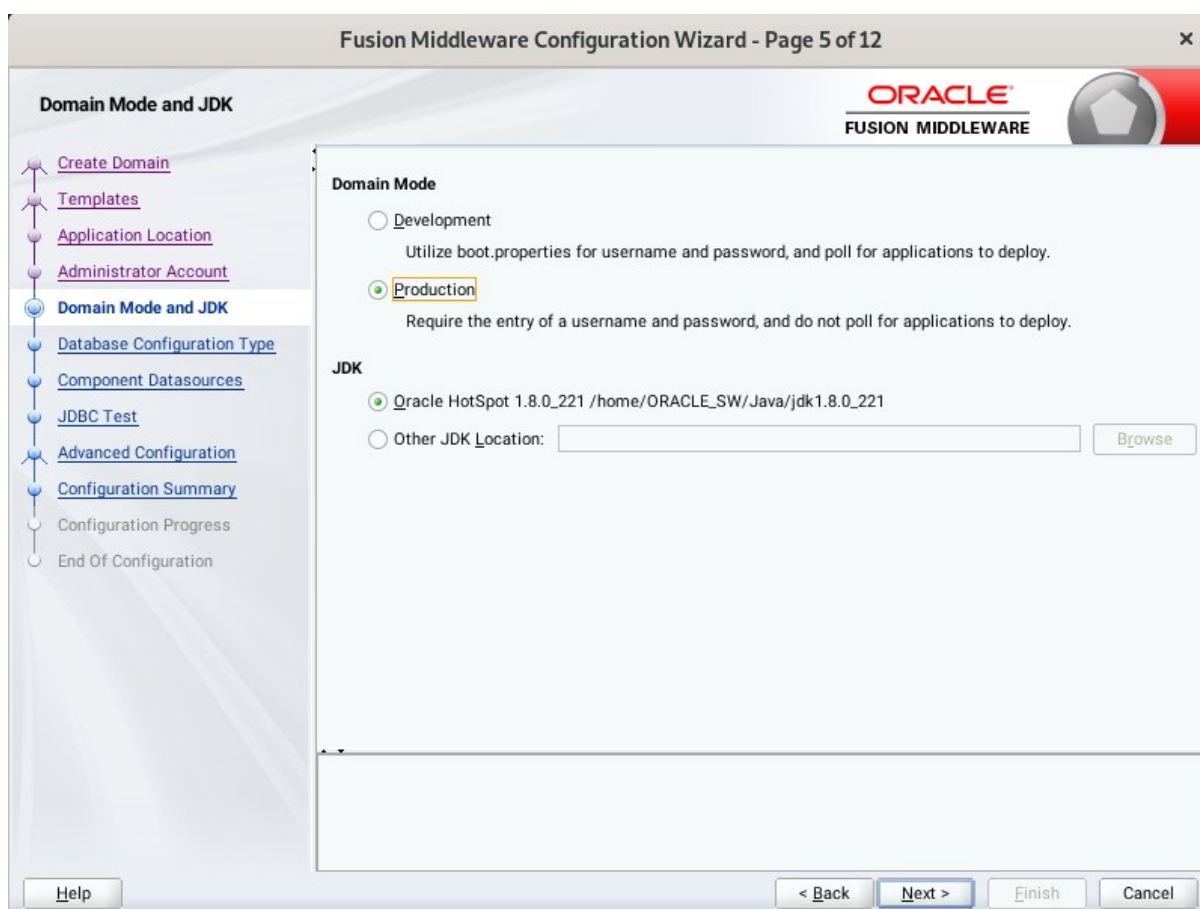 Fusion Middleware Configuration Wizard - Page 5 of 12
×
Domain Mode and JDK
ORACLE
FUSION MIDDLEWARE
Create Domain
Templates
Application Location
Administrator Account
Domain Mode and JDK
Database Configuration Type
Component Datasources
JDBC Test
Advanced Configuration
Configuration Summary
Configuration Progress
End Of Configuration
Domain Mode
Development
Utilize boot.properties for username and password, and poll for applications to deploy.
Production
Require the entry of a username and password, and do not poll for applications to deploy.
JDK
Oracle HotSpot 1.8.0_221 /home/ORACLE_SW/Java/jdk1.8.0_221
Other JDK Location:
Browse
Help
< Back
Next >
Finish
Cancel